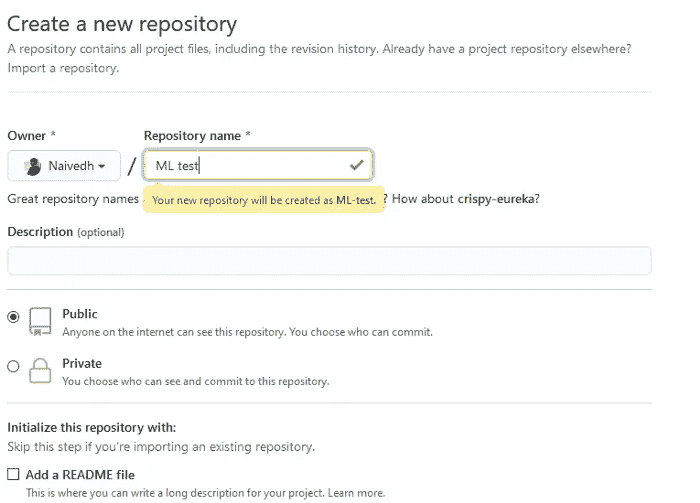 Create a new repository
A repository contains all project files, including the revision history. Already have a project repository elsewhere?
Import a repository.
Owner * Repository name *
Naivedh / ML test
Your new repository will be created as ML-test.
Great repository names ? How about crispy-eureka?
Description (optional)
Public
Anyone on the internet can see this repository. You choose who can commit.
Private
You choose who can see and commit to this repository.
Initialize this repository with:
Skip this step if you're importing an existing repository.
Add a README file
This is where you can write a long description for your project. Learn more.